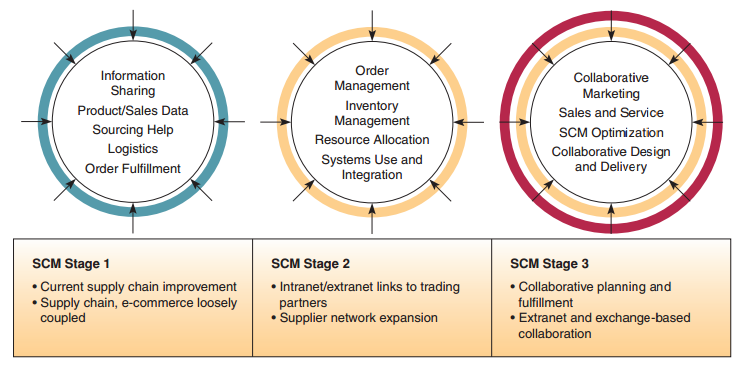 Information
Sharing
Product/Sales Data
Sourcing Help
Logistics
Order Fulfillment
Order
Management
Inventory
Management
Resource Allocation
Systems Use and
Integration
Collaborative
Marketing
Sales and Service
SCM Optimization
Collaborative Design
and Delivery
SCM Stage 1
• Current supply chain improvement
• Supply chain, e-commerce loosely
coupled
SCM Stage 2
• Intranet/extranet links to trading
partners
• Supplier network expansion
SCM Stage 3
• Collaborative planning and
fulfillment
• Extranet and exchange-based
collaboration